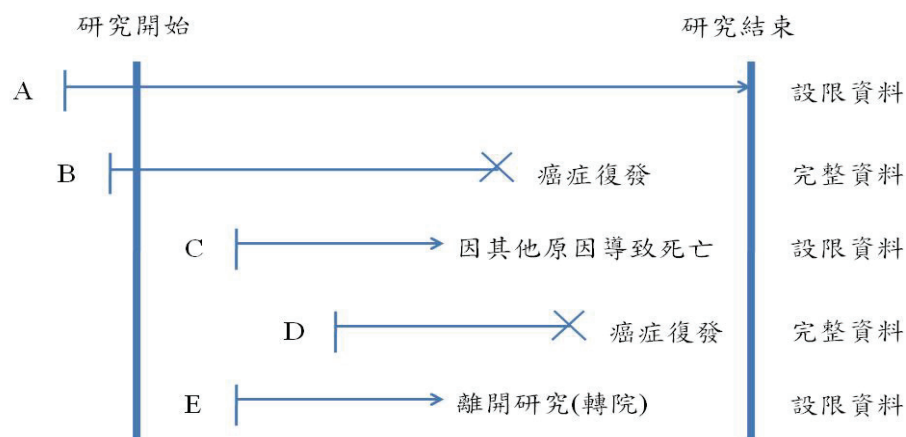 研究開始 研究結束
A 設限資料
B 癌症復發 完整資料
C 因其他原因導致死亡 設限資料
D 癌症復發 完整資料
E 離開研究(轉院) 設限資料